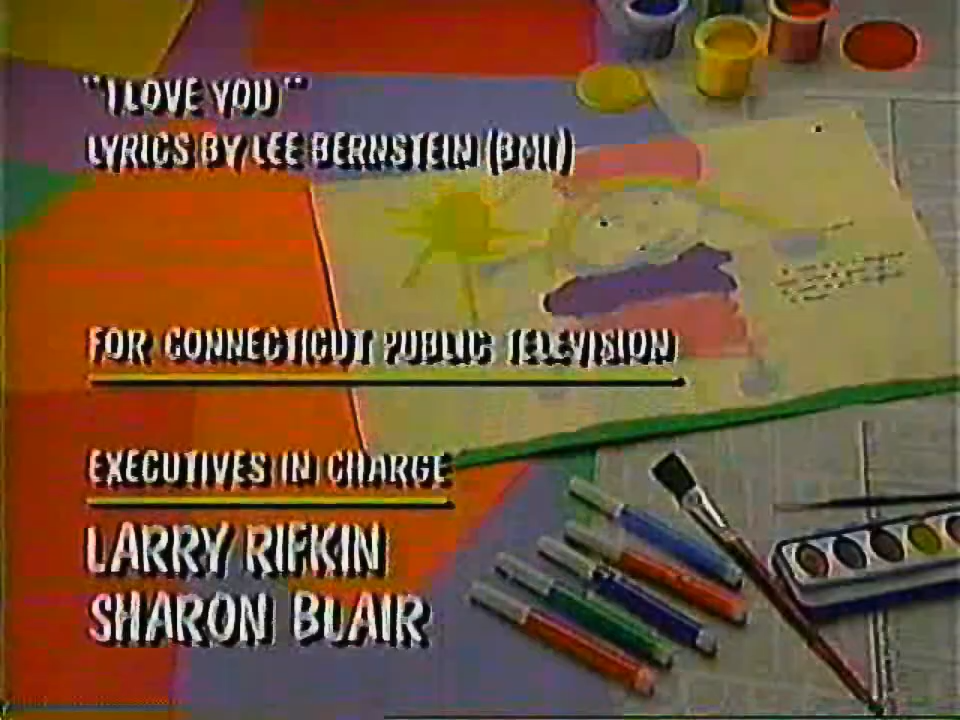 "I LOVE YOU"
LYRICS BY LEE BERNSTEIN (BMI)
FOR CONNECTICUT PUBLIC TELEVISION
EXECUTIVES IN CHARGE
LARRY RIFKIN
SHARON BLAIR